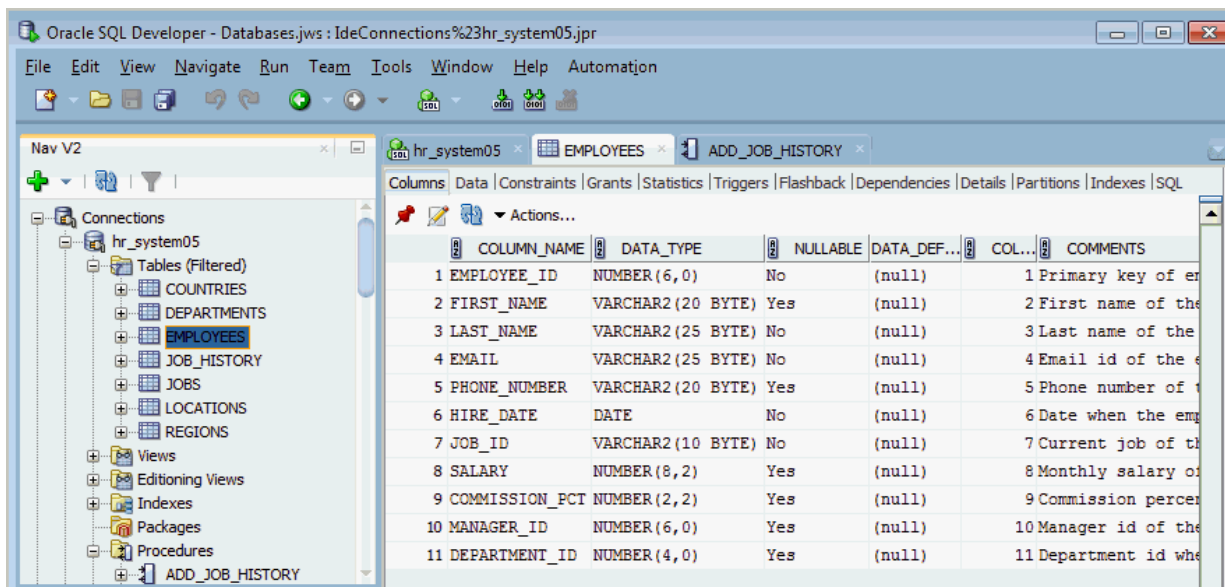 Oracle SQL Developer - Databases.jws : IdeConnections%23hr_system05.jpr
File Edit View Navigate Run Team Tools Window Help Automation
Nav V2
Connections
hr_system05
Tables (Filtered)
COUNTRIES
DEPARTMENTS
EMPLOYEES
JOB_HISTORY
JOBS
LOCATIONS
REGIONS
Views
Editioning Views
Indexes
Packages
Procedures
ADD_JOB_HISTORY
hr_system05 EMPLOYEES ADD_JOB_HISTORY
Columns Data |Constraints |Grants |Statistics |Triggers |Flashback |Dependencies |Details |Partitions |Indexes |SQL
Actions...
COLUMN_NAME DATA_TYPE NULLABLE DATA_DEF... COL... COMMENTS
1 EMPLOYEE_ID NUMBER(6,0) No (null) 1 Primary key of
2 FIRST_NAME VARCHAR2(20 BYTE) Yes (null) 2 First name of the
3 LAST_NAME VARCHAR2(25 BYTE) No (null) 3 Last name of the
4 EMAIL VARCHAR2(25 BYTE) No (null) 4 Email id of the
5 PHONE_NUMBER VARCHAR2(20 BYTE) Yes (null) 5 Phone number of
6 HIRE_DATE DATE No (null) 6 Date when the
7 JOB_ID VARCHAR2(10 BYTE) No (null) 7 Current job of
8 SALARY NUMBER(8,2) Yes (null) 8 Monthly salary
9 COMMISSION_PCT NUMBER(2,2) Yes (null) 9 Commission
10 MANAGER_ID NUMBER(6,0) Yes (null) 10 Manager id of the
11 DEPARTMENT_ID NUMBER(4,0) Yes (null) 11 Department id